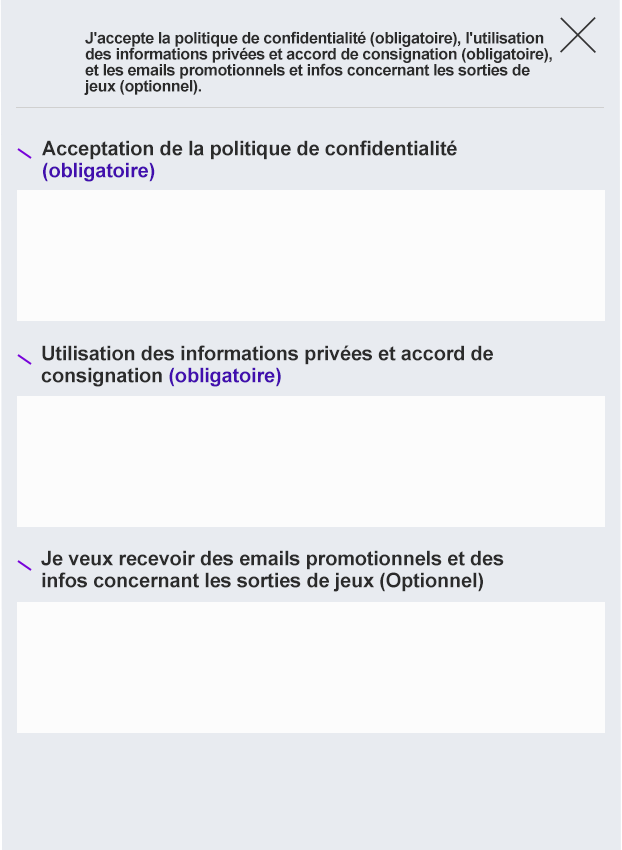 J'accepte la politique de confidentialité (obligatoire), l'utilisation
des informations privées et accord de consignation (obligatoire),
et les emails promotionnels et infos concernant les sorties de
jeux (optionnel).
Acceptation de la politique de confidentialité
(obligatoire)
Utilisation des informations privées et accord de
consignation (obligatoire)
Je veux recevoir des emails promotionnels et des
infos concernant les sorties de jeux (Optionnel)